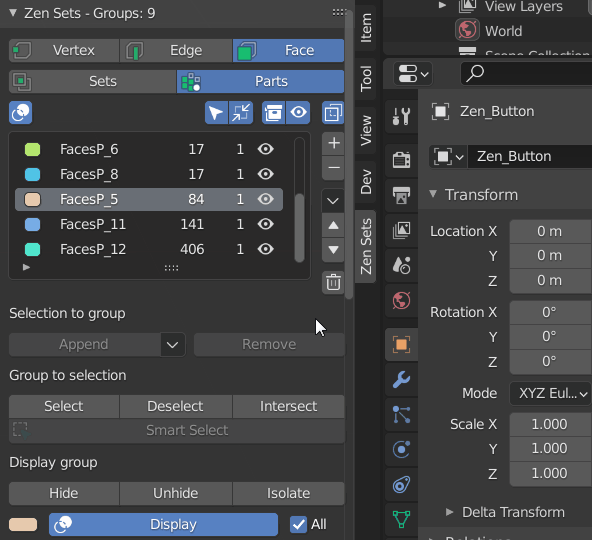 Zen Sets - Groups: 9
Vertex
Edge
Face
Sets
Parts
FacesP_6 17 1
FacesP_8 17 1
FacesP_5 84 1
FacesP_11 141 1
FacesP_12 406 1
Selection to group
Append
Remove
Group to selection
Select
Deselect
Intersect
Smart Select
Display group
Hide
Unhide
Isolate
Display
All
Item
Tool
View
Dev
Zen Sets
View Layers
World
Scene Collection
Zen_Button
Zen_Button
Transform
Location X 0 m
Y 0 m
Z 0 m
Rotation X 0°
Y 0°
Z 0°
Mode XYZ Eul...
Scale X 1.000
Y 1.000
Z 1.000
Delta Transform
Relations